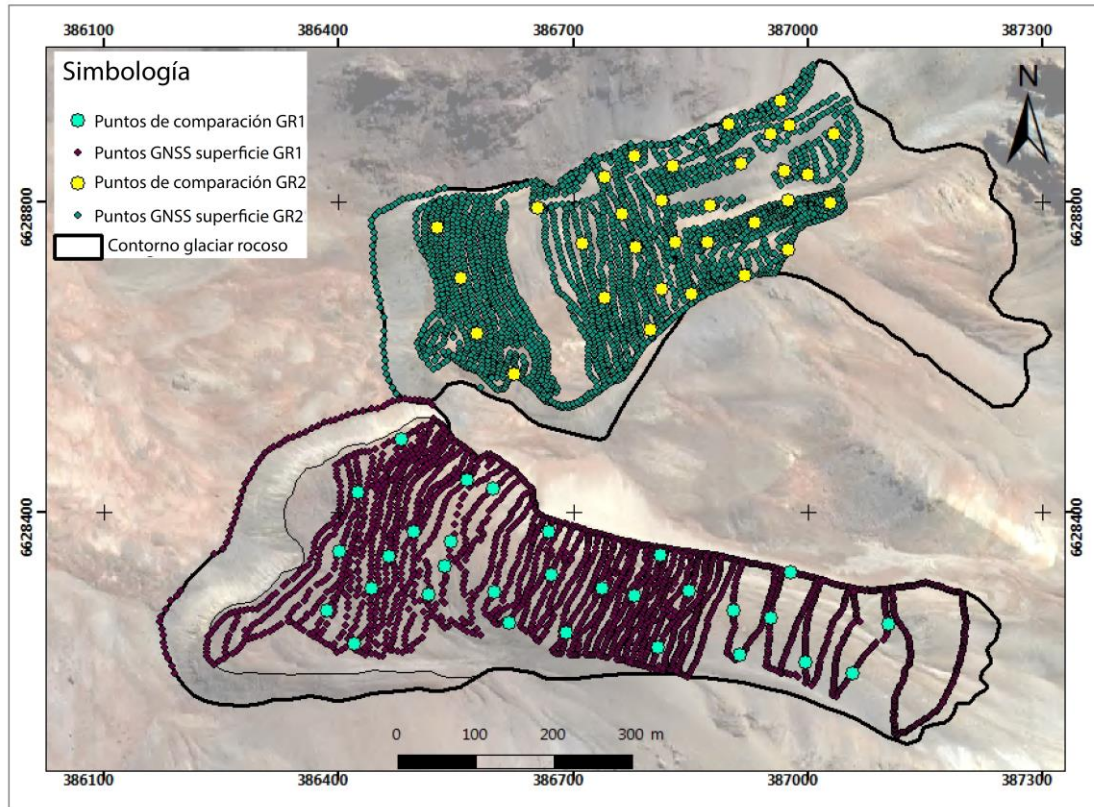 386100 386400 386700 387000 387300
Simbología
Puntos de comparación GR1
Puntos GNSS superficie GR1
Puntos de comparación GR2
Puntos GNSS superficie GR2
Contorno glaciar rocoso
N
6628800 6628800
6628400 6628400
0 100 200 300 m
386100 386400 386700 387000 387300